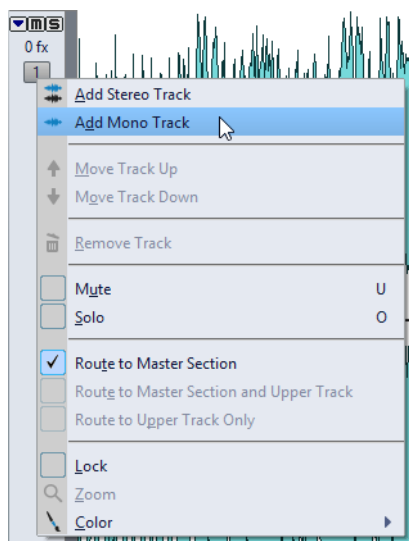 M S
0 fx
1
Add Stereo Track
Add Mono Track
Move Track Up
Move Track Down
Remove Track
Mute U
Solo O
Route to Master Section
Route to Master Section and Upper Track
Route to Upper Track Only
Lock
Zoom
Color